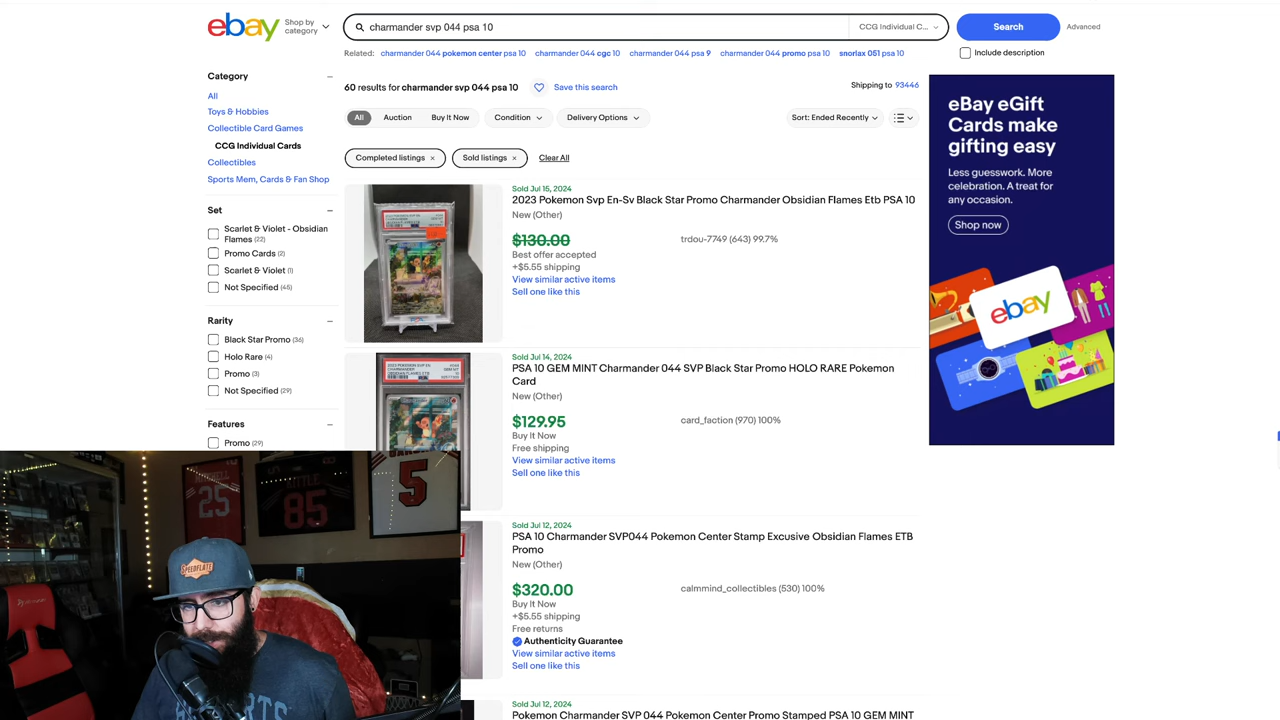 ebay
Shop by
category
charmander svp 044 psa 10
CCG Individual C...
Search
Advanced
Related:
charmander 044 pokemon center psa 10
charmander 044 cgc 10
charmander 044 psa 9
charmander 044 promo psa 10
snorlax 051 psa 10
Include description
Category
All
Toys & Hobbies
Collectible Card Games
CCG Individual Cards
Collectibles
Sports Mem, Cards & Fan Shop
Set
Scarlet & Violet - Obsidian
Flames (22)
Promo Cards (2)
Scarlet & Violet (1)
Not Specified (45)
Rarity
Black Star Promo (36)
Holo Rare (4)
Promo (3)
Not Specified (29)
Features
Promo (29)
60 results for charmander svp 044 psa 10
Save this search
Shipping to 93446
All
Auction
Buy It Now
Condition
Delivery Options
Sort: Ended Recently
Completed listings ×
Sold listings ×
Clear All
Sold Jul 15, 2024
2023 Pokemon Svp En-Sv Black Star Promo Charmander Obsidian Flames Etb PSA 10
New (Other)
$130.00
Best offer accepted
+$5.55 shipping
View similar active items
Sell one like this
trdou-7749 (643) 99.7%
Sold Jul 14, 2024
PSA 10 GEM MINT Charmander 044 SVP Black Star Promo HOLO RARE Pokemon
Card
New (Other)
$129.95
Buy It Now
Free shipping
View similar active items
Sell one like this
card_faction (970) 100%
Sold Jul 12, 2024
PSA 10 Charmander SVP044 Pokemon Center Stamp Excusive Obsidian Flames ETB
Promo
New (Other)
$320.00
Buy It Now
+$5.55 shipping
Free returns
Authenticity Guarantee
View similar active items
Sell one like this
calmmind_collectibles (530) 100%
Sold Jul 12, 2024
Pokemon Charmander SVP 044 Pokemon Center Promo Stamped PSA 10 GEM MINT
eBay eGift
Cards make
gifting easy
Less guesswork. More
celebration. A treat for
any occasion.
Shop now
ebay
25
KITTLE
85
5
SPEEDFLATE